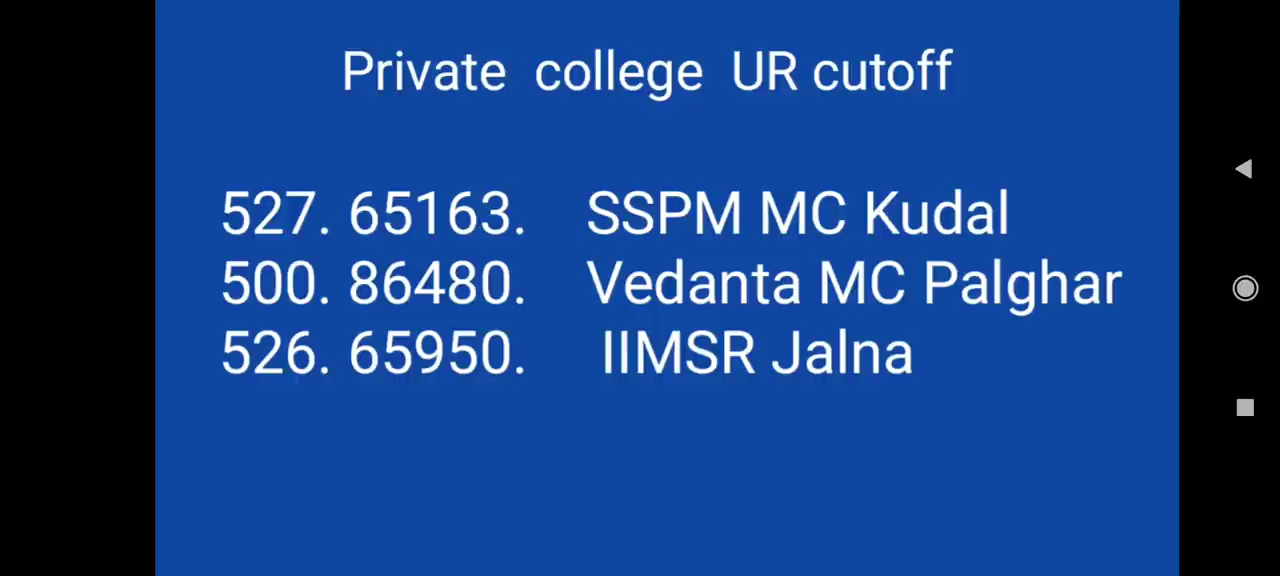 Private college UR cutoff
527. 65163. SSPM MC Kudal
500. 86480. Vedanta MC Palghar
526. 65950. IIMSR Jalna